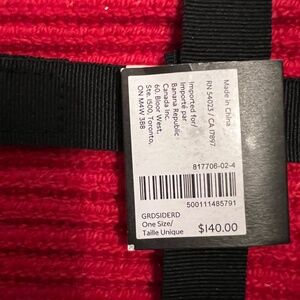 Made in China
RN 54023 / CA 17897
Imported for/
Importé par
Banana Republic
Canada Inc.
60, Bloor West,
Ste. 1500, Toronto,
ON M4W 3B8
817706-02-4
500111485791
GRDSIDERD
One Size/
Taille Unique
$140.00